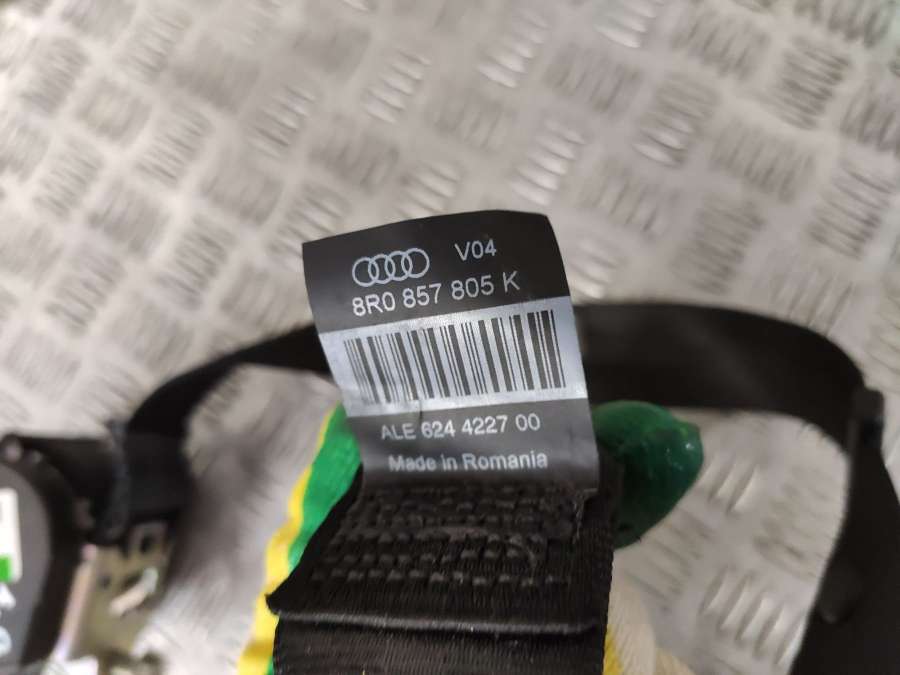 V04
8R0 857 805 K
ALE 624 4227 00
Made in Romania